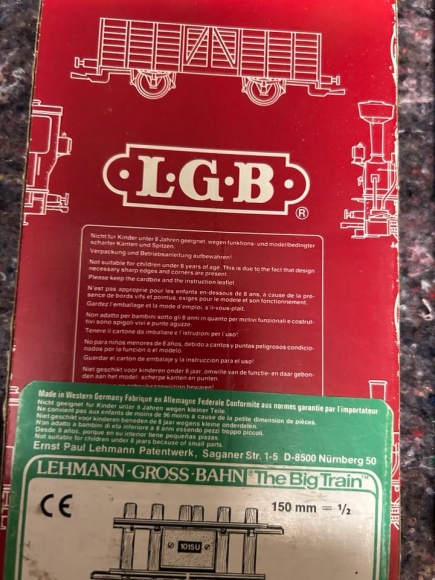 L·G·B·
®
Nicht für Kinder unter 8 Jahren geeignet, wegen funktions- und modellbedingter
scharfer Kanten und Spitzen.
Verpackung und Betriebsanleitung aufbewahren!
Not suitable for children under 8 years of age. This is due to the fact that design
necessary sharp edges and corners are present.
Please keep the cardbox and the instruction leaflet.
N'est pas approprié pour les enfants en-dessous de 8 ans, à cause de la pré-
sence de bords vifs et pointus, exigés pour le modèle et son fonctionnement.
Gardez l'emballage et la mode d'emploi, s'il-vous-plaît.
Non adatto per bambini sotto gli 8 anni in quanto per motivi funzionali e costrut-
tivi sono spigoli vivi e punte aguzze.
Tenere il cartone da imballare e l'istruzioni per l'uso!
No para niños menores de 8 años, debido a cantos y puntas peligrosos condicio-
nados por la función o el modelo.
Guardar el carton de embalaje y la instruccion para el uso!
Niet geschikt voor kinderen onder 8 jaar, omwille van de functie- en daar gebon-
den aan het model: scherpe kanten en punten.
Made in Western Germany Fabriqué en Allemagne Federale Conformité aux normes garantie par l'importateur
Nicht geeignet für Kinder unter 8 Jahren wegen kleiner Teile.
Ne convient pas aux enfants de moins de 96 mois à cause de la petite dimension de pièces.
Niet geschikt voor kinderen beneden de 8 jaar wegens kleine onderdelen.
Non adatto a bambini di età inferiore a 8 anni essendo pezzi troppo piccoli.
Desde 8 años, porque en su interior tiene pequeñas piezas.
Not suitable for children under 8 years because of small parts.
Ernst Paul Lehmann Patentwerk, Saganer Str. 1-5 D-8500 Nürnberg 50
LEHMANN·GROSS·BAHN "The Big Train"
CE
150 mm = 1/2
1015U